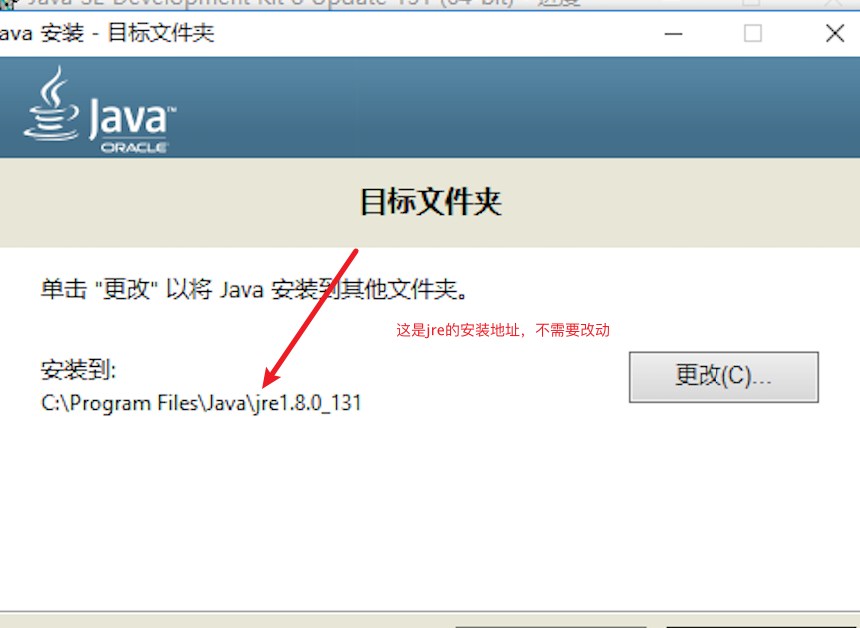 Java SE Development Kit 8 Update 131 (64-bit) - 进度
ava 安装 - 目标文件夹
Java™
ORACLE
目标文件夹
单击 "更改" 以将 Java 安装到其他文件夹。
这是jre的安装地址，不需要改动
安装到:
更改(C)...
C:\Program Files\Java\jre1.8.0_131